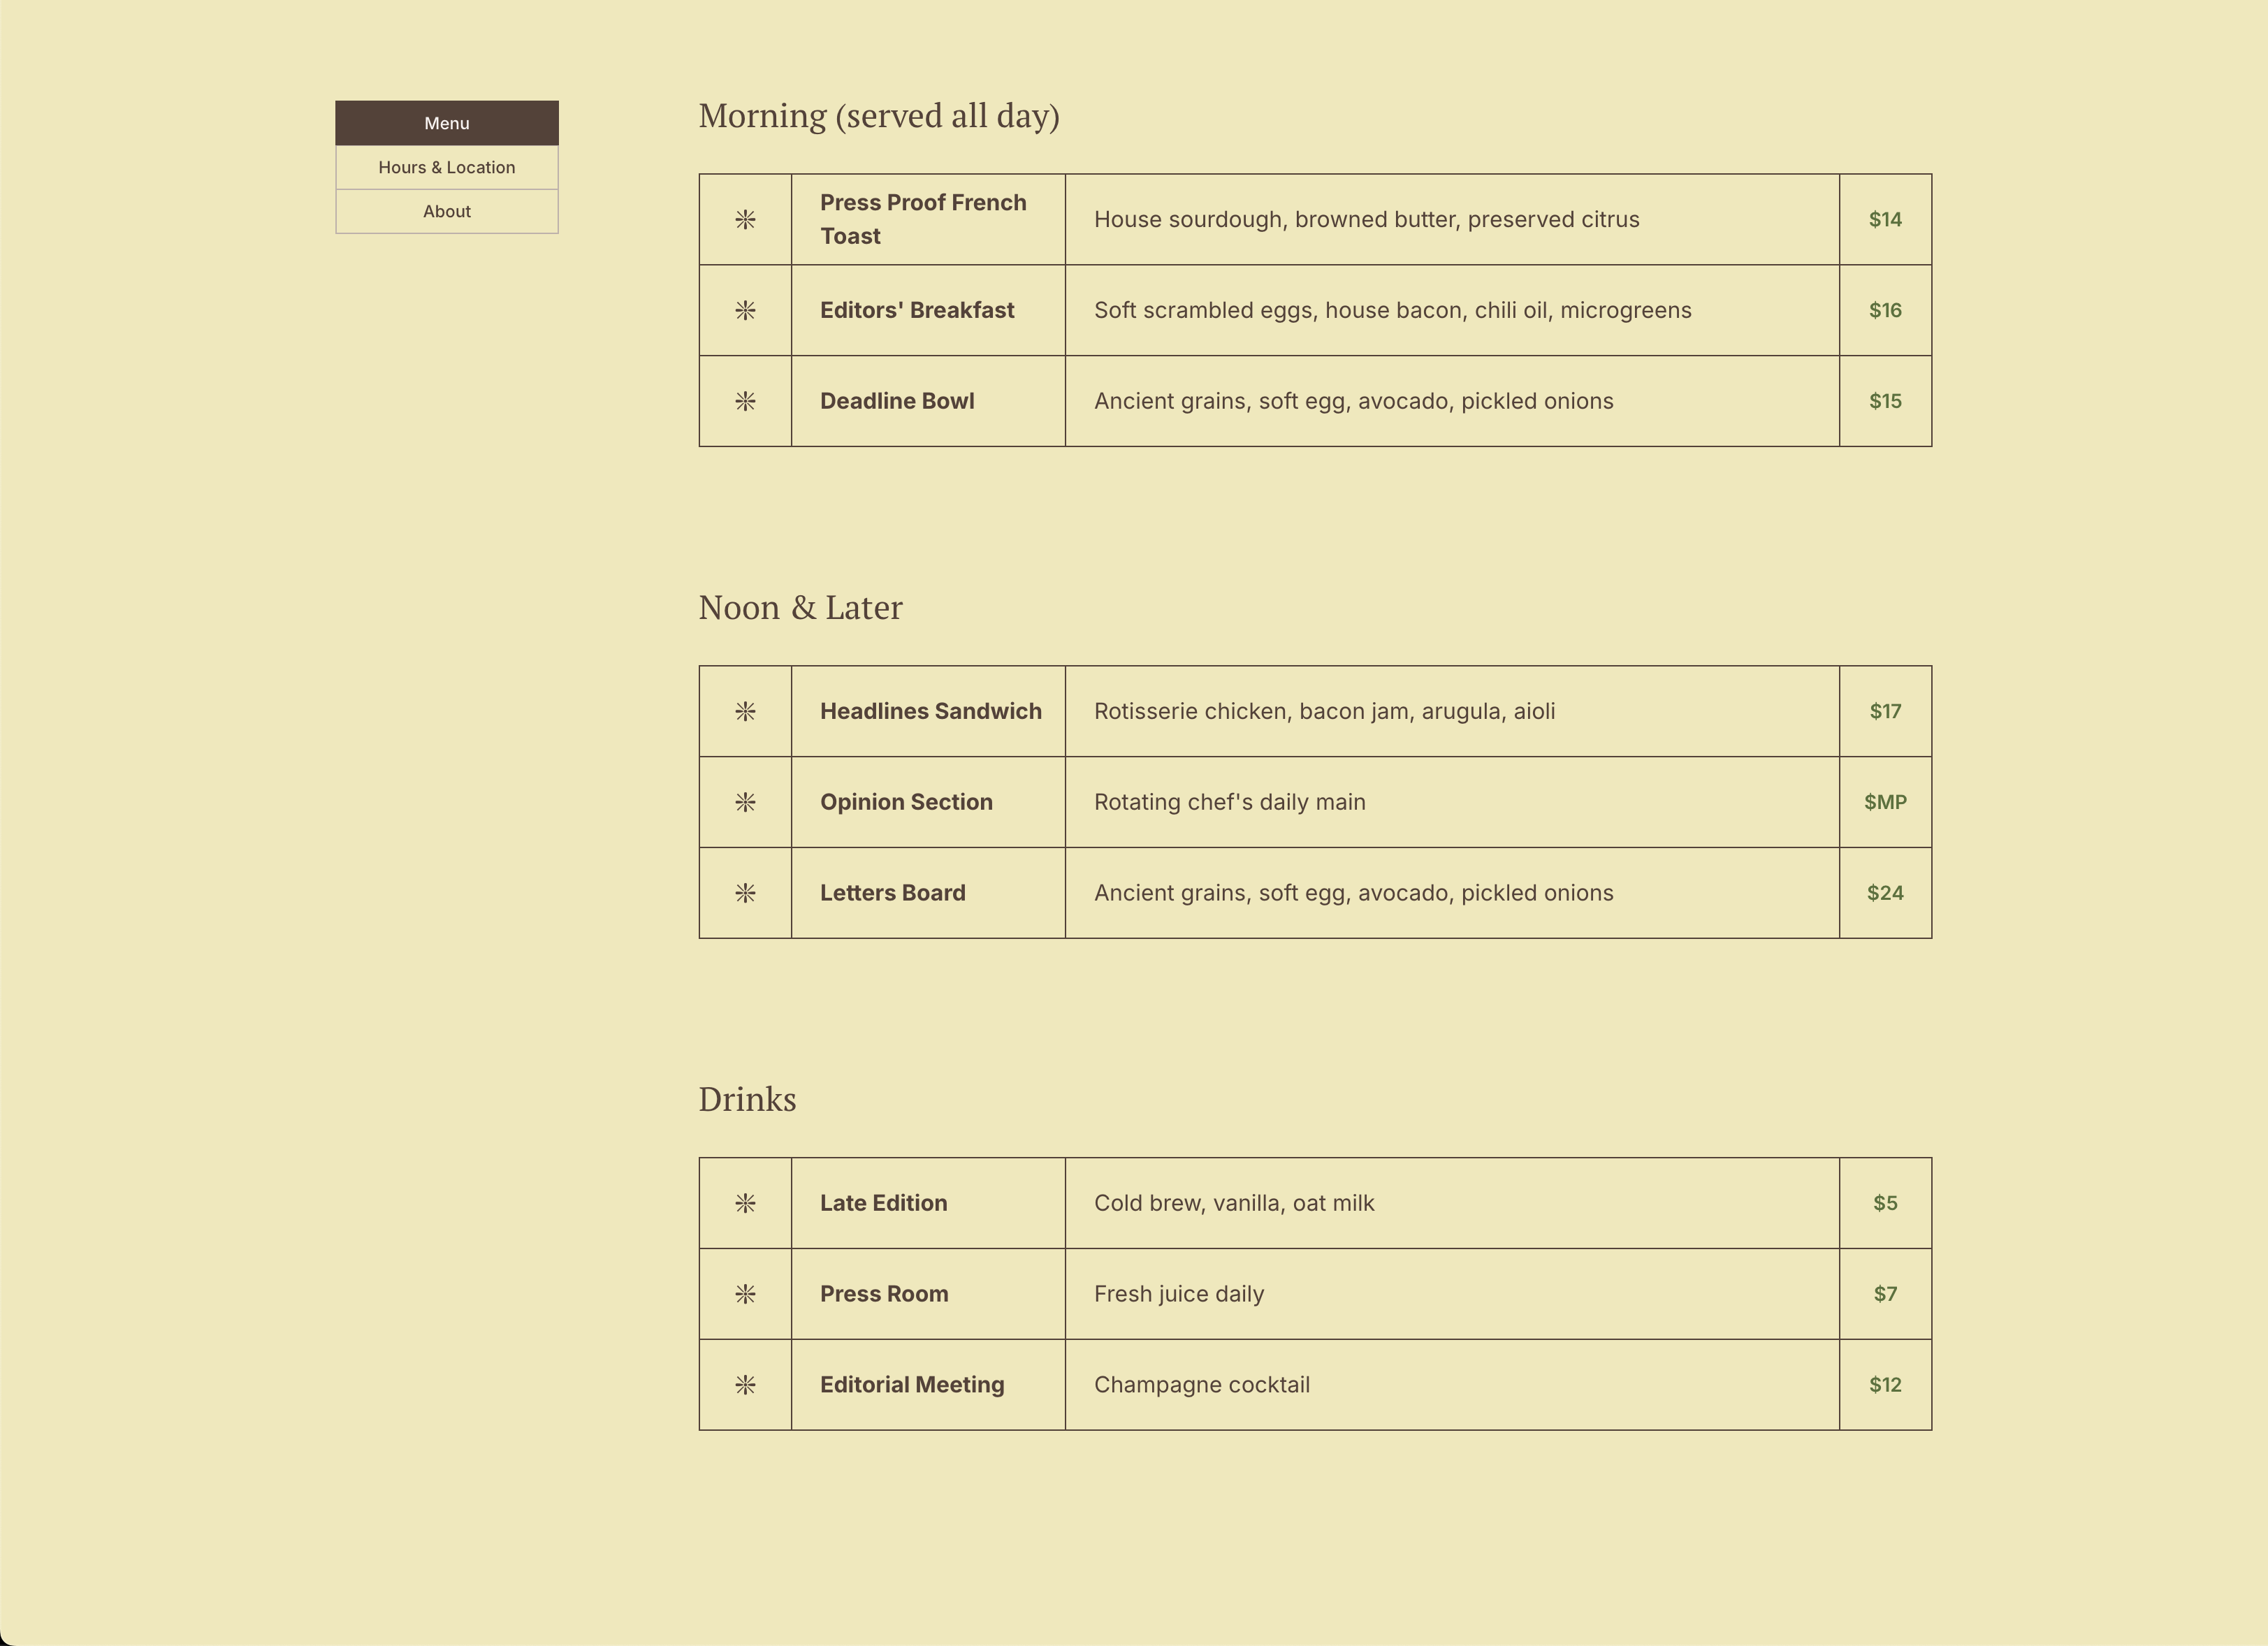 Menu
Hours & Location
About
Morning (served all day)
Press Proof French
Toast
House sourdough, browned butter, preserved citrus
$14
Editors' Breakfast
Soft scrambled eggs, house bacon, chili oil, microgreens
$16
Deadline Bowl
Ancient grains, soft egg, avocado, pickled onions
$15
Noon & Later
Headlines Sandwich
Rotisserie chicken, bacon jam, arugula, aioli
$17
Opinion Section
Rotating chef's daily main
$MP
Letters Board
Ancient grains, soft egg, avocado, pickled onions
$24
Drinks
Late Edition
Cold brew, vanilla, oat milk
$5
Press Room
Fresh juice daily
$7
Editorial Meeting
Champagne cocktail
$12